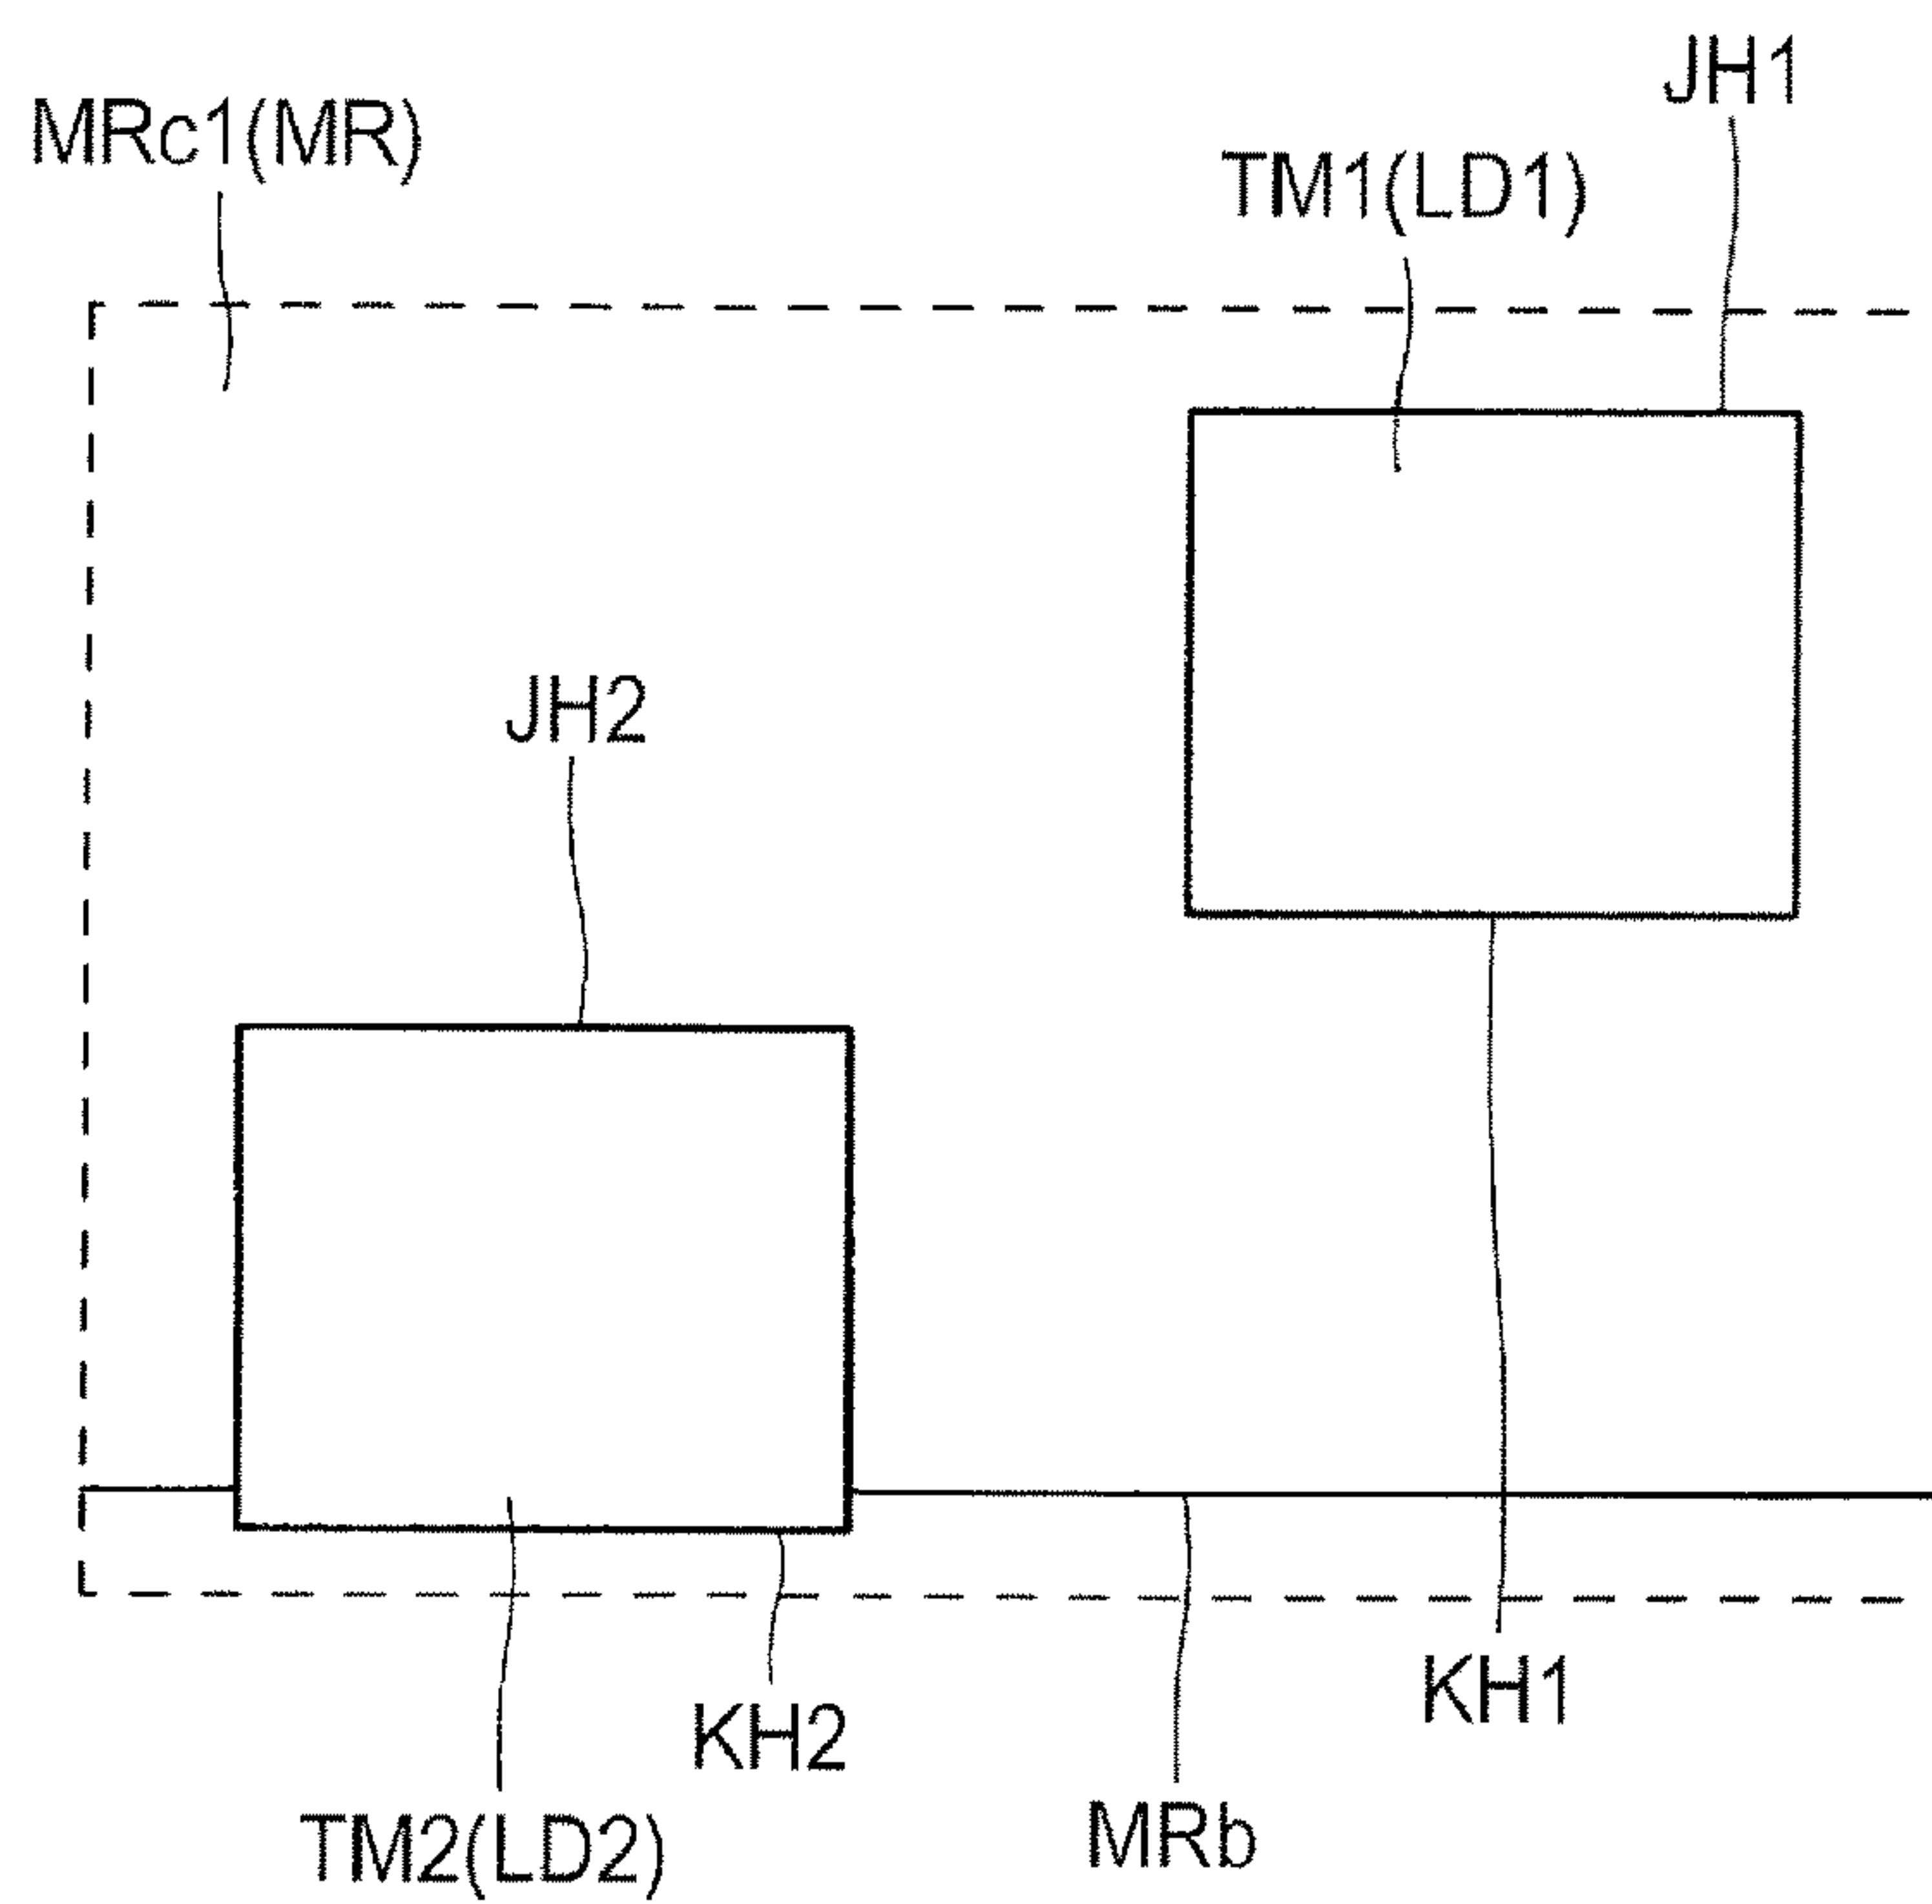 JH1
MRc1(MR)
TM1(LD1)
JH2
KH1
KH2
MRb
TM2(LD2)